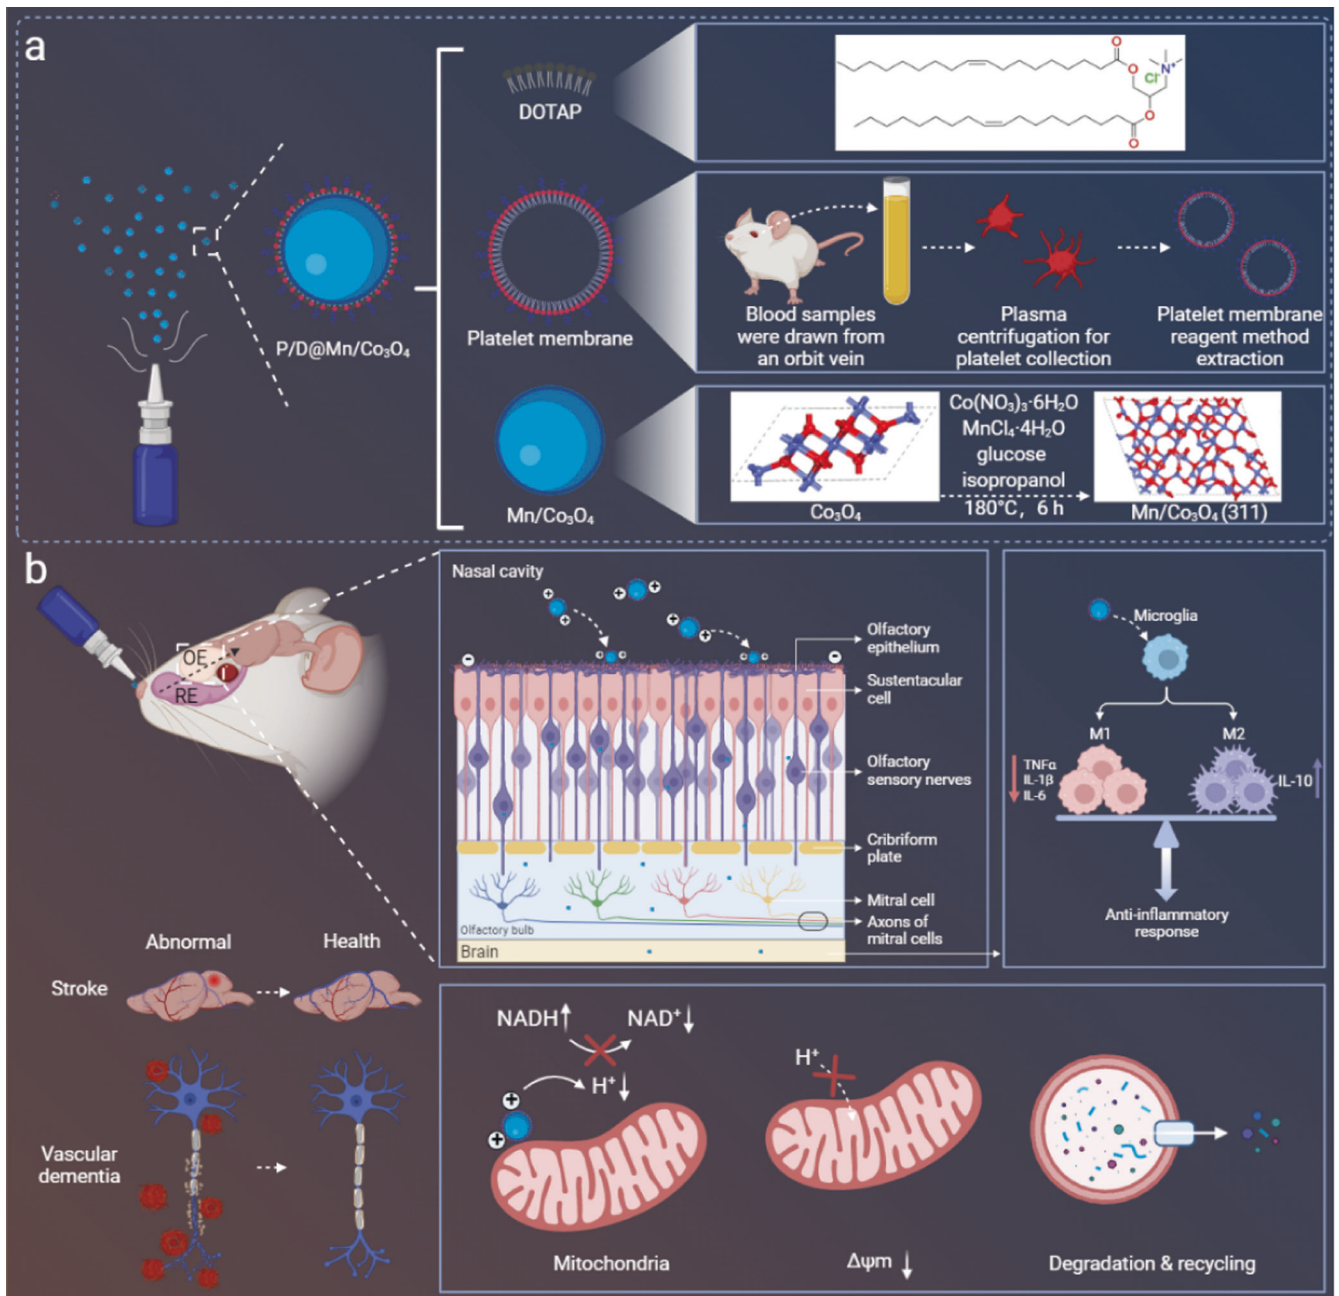 a
DOTAP
O
O
O
O
N+
Cl-
P/D@Mn/Co₃O₄
Platelet membrane
Blood samples
were drawn from
an orbit vein
Plasma
centrifugation for
platelet collection
Platelet membrane
reagent method
extraction
Mn/Co₃O₄
Co₃O₄
Co(NO₃)₃·6H₂O
MnCl₄·4H₂O
glucose
isopropanol
180°C, 6 h
Mn/Co₃O₄(311)
b
OE
RE
Nasal cavity
Olfactory
epithelium
Sustentacular
cell
Olfactory
sensory nerves
Cribriform
plate
Mitral cell
Axons of
mitral cells
Olfactory bulb
Brain
Microglia
M1
M2
TNFα
IL-1β
IL-6
IL-10
Anti-inflammatory
response
Abnormal
Health
Stroke
Vascular
dementia
NADH
NAD⁺
H⁺
H⁺
Mitochondria
Δψm
Degradation & recycling